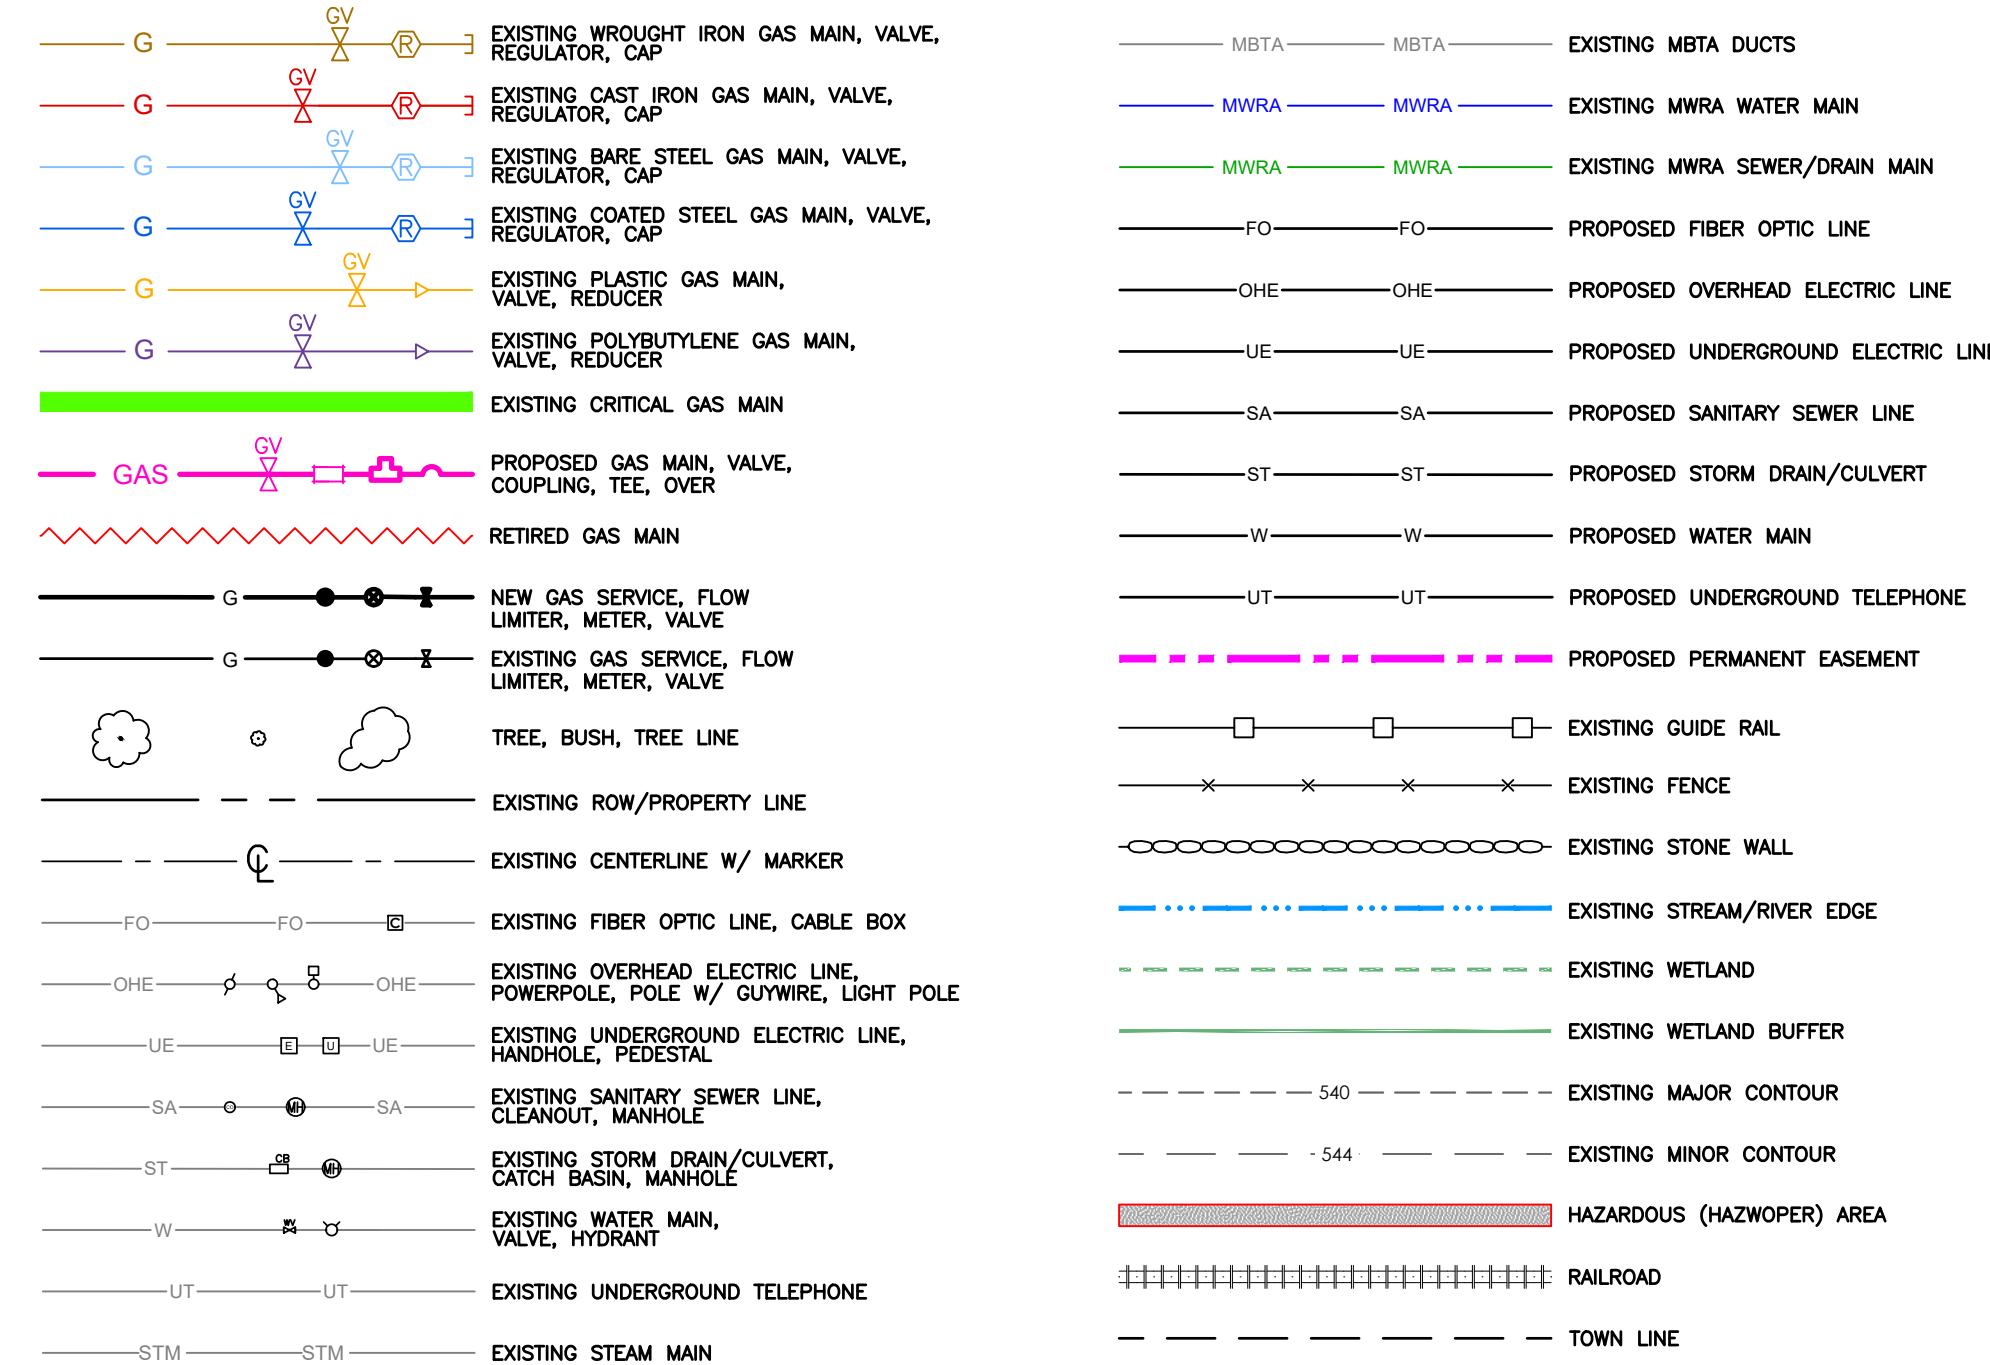 GV
G R EXISTING WROUGHT IRON GAS MAIN, VALVE,
REGULATOR, CAP
GV
G R EXISTING CAST IRON GAS MAIN, VALVE,
REGULATOR, CAP
GV
G R EXISTING BARE STEEL GAS MAIN, VALVE,
REGULATOR, CAP
GV
G R EXISTING COATED STEEL GAS MAIN, VALVE,
REGULATOR, CAP
GV
G EXISTING PLASTIC GAS MAIN,
VALVE, REDUCER
GV
G EXISTING POLYBUTYLENE GAS MAIN,
VALVE, REDUCER
EXISTING CRITICAL GAS MAIN
GV
GAS PROPOSED GAS MAIN, VALVE,
COUPLING, TEE, OVER
RETIRED GAS MAIN
G NEW GAS SERVICE, FLOW
LIMITER, METER, VALVE
G EXISTING GAS SERVICE, FLOW
LIMITER, METER, VALVE
TREE, BUSH, TREE LINE
EXISTING ROW/PROPERTY LINE
CL EXISTING CENTERLINE W/ MARKER
FO FO C EXISTING FIBER OPTIC LINE, CABLE BOX
OHE OHE EXISTING OVERHEAD ELECTRIC LINE,
POWERPOLE, POLE W/ GUYWIRE, LIGHT POLE
UE E U UE EXISTING UNDERGROUND ELECTRIC LINE,
HANDHOLE, PEDESTAL
SA CO MH SA EXISTING SANITARY SEWER LINE,
CLEANOUT, MANHOLE
ST CB MH EXISTING STORM DRAIN/CULVERT,
CATCH BASIN, MANHOLE
W WV EXISTING WATER MAIN,
VALVE, HYDRANT
UT UT EXISTING UNDERGROUND TELEPHONE
STM STM EXISTING STEAM MAIN
MBTA MBTA EXISTING MBTA DUCTS
MWRA MWRA EXISTING MWRA WATER MAIN
MWRA MWRA EXISTING MWRA SEWER/DRAIN MAIN
FO FO PROPOSED FIBER OPTIC LINE
OHE OHE PROPOSED OVERHEAD ELECTRIC LINE
UE UE PROPOSED UNDERGROUND ELECTRIC LINE
SA SA PROPOSED SANITARY SEWER LINE
ST ST PROPOSED STORM DRAIN/CULVERT
W W PROPOSED WATER MAIN
UT UT PROPOSED UNDERGROUND TELEPHONE
PROPOSED PERMANENT EASEMENT
EXISTING GUIDE RAIL
EXISTING FENCE
EXISTING STONE WALL
EXISTING STREAM/RIVER EDGE
EXISTING WETLAND
EXISTING WETLAND BUFFER
540 EXISTING MAJOR CONTOUR
544 EXISTING MINOR CONTOUR
HAZARDOUS (HAZWOPER) AREA
RAILROAD
TOWN LINE